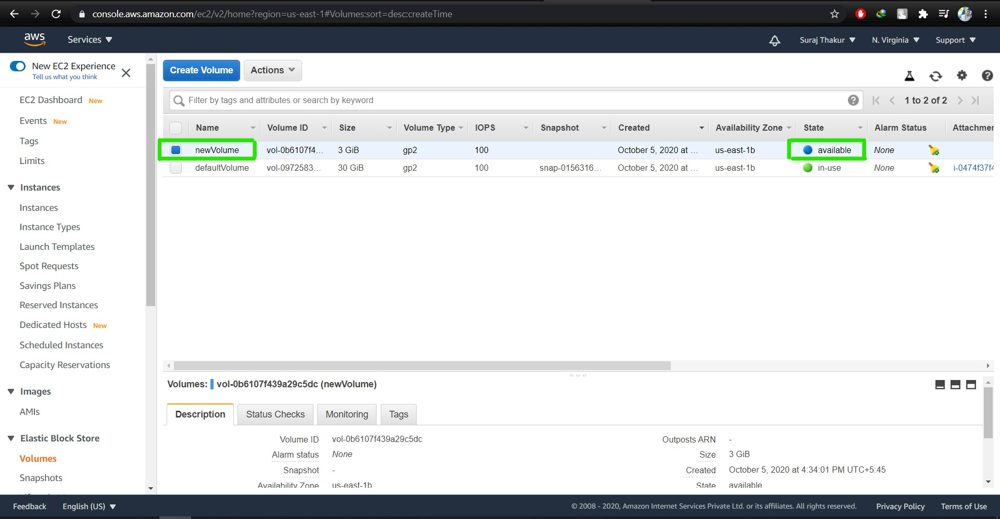 console.aws.amazon.com/ec2/v2/home?region=us-east-1#Volumes:sort=desc:createTime
aws Services Suraj Thakur N. Virginia Support
New EC2 Experience
Tell us what you think
EC2 Dashboard New
Events New
Tags
Limits
Instances
Instances
Instance Types
Launch Templates
Spot Requests
Savings Plans
Reserved Instances
Dedicated Hosts New
Scheduled Instances
Capacity Reservations
Images
AMIs
Elastic Block Store
Volumes
Snapshots
Create Volume Actions
Filter by tags and attributes or search by keyword 1 to 2 of 2
Name Volume ID Size Volume Type IOPS Snapshot Created Availability Zone State Alarm Status Attachmer
newVolume vol-0b6107f4... 3 GiB gp2 100 October 5, 2020 at ... us-east-1b available None
defaultVolume vol-0972583... 30 GiB gp2 100 snap-0156316... October 5, 2020 at ... us-east-1b in-use None i-0474f37f4
Volumes: vol-0b6107f439a29c5dc (newVolume)
Description Status Checks Monitoring Tags
Volume ID vol-0b6107f439a29c5dc Outposts ARN -
Alarm status None Size 3 GiB
Snapshot - Created October 5, 2020 at 4:34:01 PM UTC+5:45
Availability Zone us-east-1b State available
Feedback English (US) © 2008 - 2020, Amazon Internet Services Private Ltd. or its affiliates. All rights reserved. Privacy Policy Terms of Use